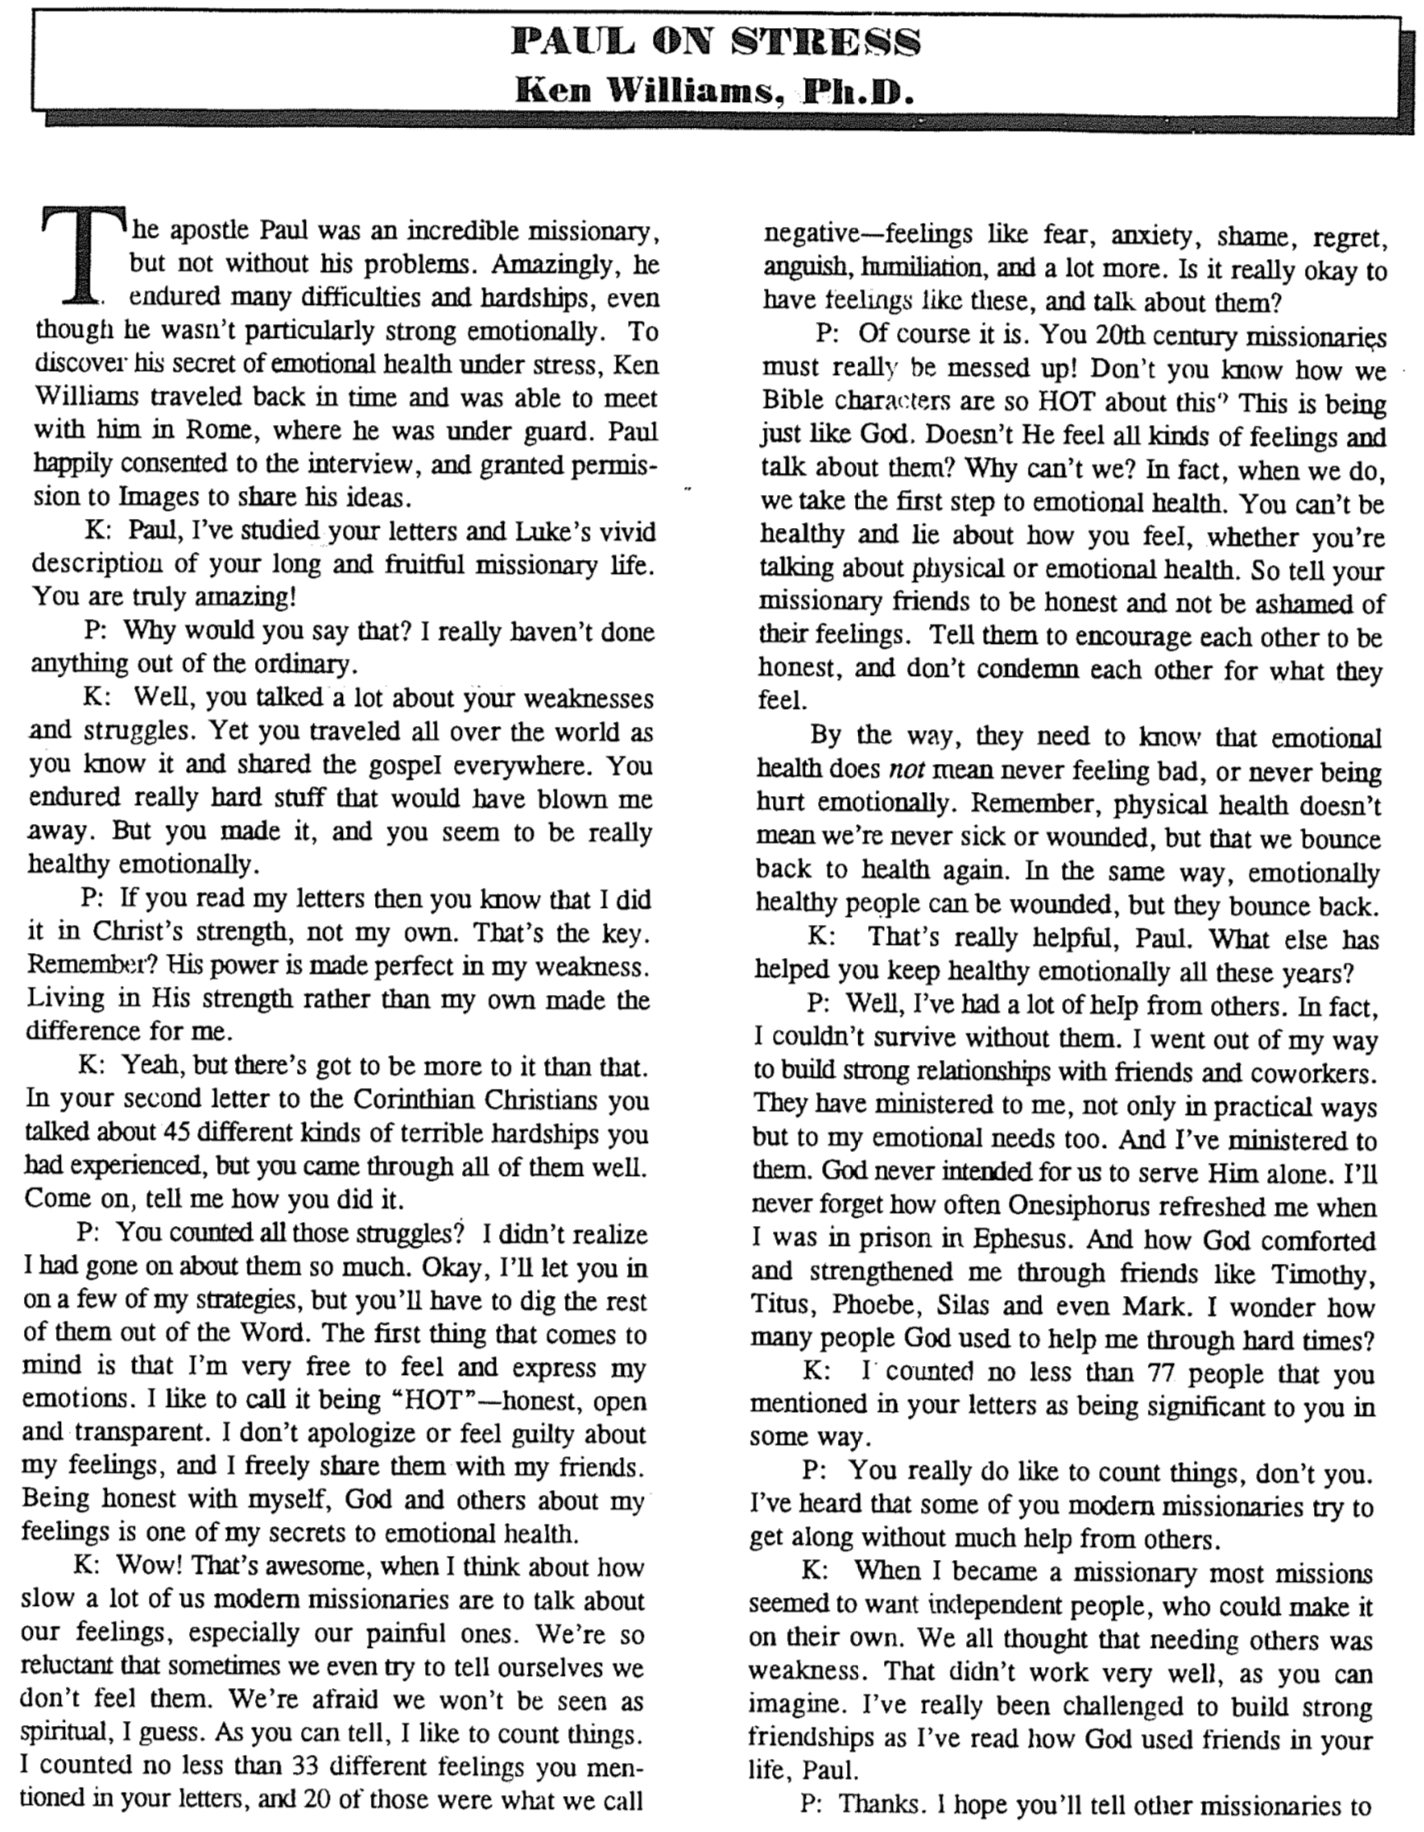 PAUL ON STRESS
Ken Williams, Ph.D.
The apostle Paul was an incredible missionary,
but not without his problems. Amazingly, he
endured many difficulties and hardships, even
though he wasn't particularly strong emotionally. To
discover his secret of emotional health under stress, Ken
Williams traveled back in time and was able to meet
with him in Rome, where he was under guard. Paul
happily consented to the interview, and granted permis-
sion to Images to share his ideas.
K: Paul, I've studied your letters and Luke's vivid
description of your long and fruitful missionary life.
You are truly amazing!
P: Why would you say that? I really haven't done
anything out of the ordinary.
K: Well, you talked a lot about your weaknesses
and struggles. Yet you traveled all over the world as
you know it and shared the gospel everywhere. You
endured really hard stuff that would have blown me
away. But you made it, and you seem to be really
healthy emotionally.
P: If you read my letters then you know that I did
it in Christ's strength, not my own. That's the key.
Remember? His power is made perfect in my weakness.
Living in His strength rather than my own made the
difference for me.
K: Yeah, but there's got to be more to it than that.
In your second letter to the Corinthian Christians you
talked about 45 different kinds of terrible hardships you
had experienced, but you came through all of them well.
Come on, tell me how you did it.
P: You counted all those struggles? I didn't realize
I had gone on about them so much. Okay, I'll let you in
on a few of my strategies, but you'll have to dig the rest
of them out of the Word. The first thing that comes to
mind is that I'm very free to feel and express my
emotions. I like to call it being "HOT"—honest, open
and transparent. I don't apologize or feel guilty about
my feelings, and I freely share them with my friends.
Being honest with myself, God and others about my
feelings is one of my secrets to emotional health.
K: Wow! That's awesome, when I think about how
slow a lot of us modern missionaries are to talk about
our feelings, especially our painful ones. We're so
reluctant that sometimes we even try to tell ourselves we
don't feel them. We're afraid we won't be seen as
spiritual, I guess. As you can tell, I like to count things.
I counted no less than 33 different feelings you men-
tioned in your letters, and 20 of those were what we call
negative—feelings like fear, anxiety, shame, regret,
anguish, humiliation, and a lot more. Is it really okay to
have feelings like these, and talk about them?
P: Of course it is. You 20th century missionaries
must really be messed up! Don't you know how we
Bible characters are so HOT about this? This is being
just like God. Doesn't He feel all kinds of feelings and
talk about them? Why can't we? In fact, when we do,
we take the first step to emotional health. You can't be
healthy and lie about how you feel, whether you're
talking about physical or emotional health. So tell your
missionary friends to be honest and not be ashamed of
their feelings. Tell them to encourage each other to be
honest, and don't condemn each other for what they
feel.
By the way, they need to know that emotional
health does not mean never feeling bad, or never being
hurt emotionally. Remember, physical health doesn't
mean we're never sick or wounded, but that we bounce
back to health again. In the same way, emotionally
healthy people can be wounded, but they bounce back.
K: That's really helpful, Paul. What else has
helped you keep healthy emotionally all these years?
P: Well, I've had a lot of help from others. In fact,
I couldn't survive without them. I went out of my way
to build strong relationships with friends and coworkers.
They have ministered to me, not only in practical ways
but to my emotional needs too. And I've ministered to
them. God never intended for us to serve Him alone. I'll
never forget how often Onesiphorus refreshed me when
I was in prison in Ephesus. And how God comforted
and strengthened me through friends like Timothy,
Titus, Phoebe, Silas and even Mark. I wonder how
many people God used to help me through hard times?
K: I counted no less than 77 people that you
mentioned in your letters as being significant to you in
some way.
P: You really do like to count things, don't you.
I've heard that some of you modern missionaries try to
get along without much help from others.
K: When I became a missionary most missions
seemed to want independent people, who could make it
on their own. We all thought that needing others was
weakness. That didn't work very well, as you can
imagine. I've really been challenged to build strong
friendships as I've read how God used friends in your
life, Paul.
P: Thanks. I hope you'll tell other missionaries to